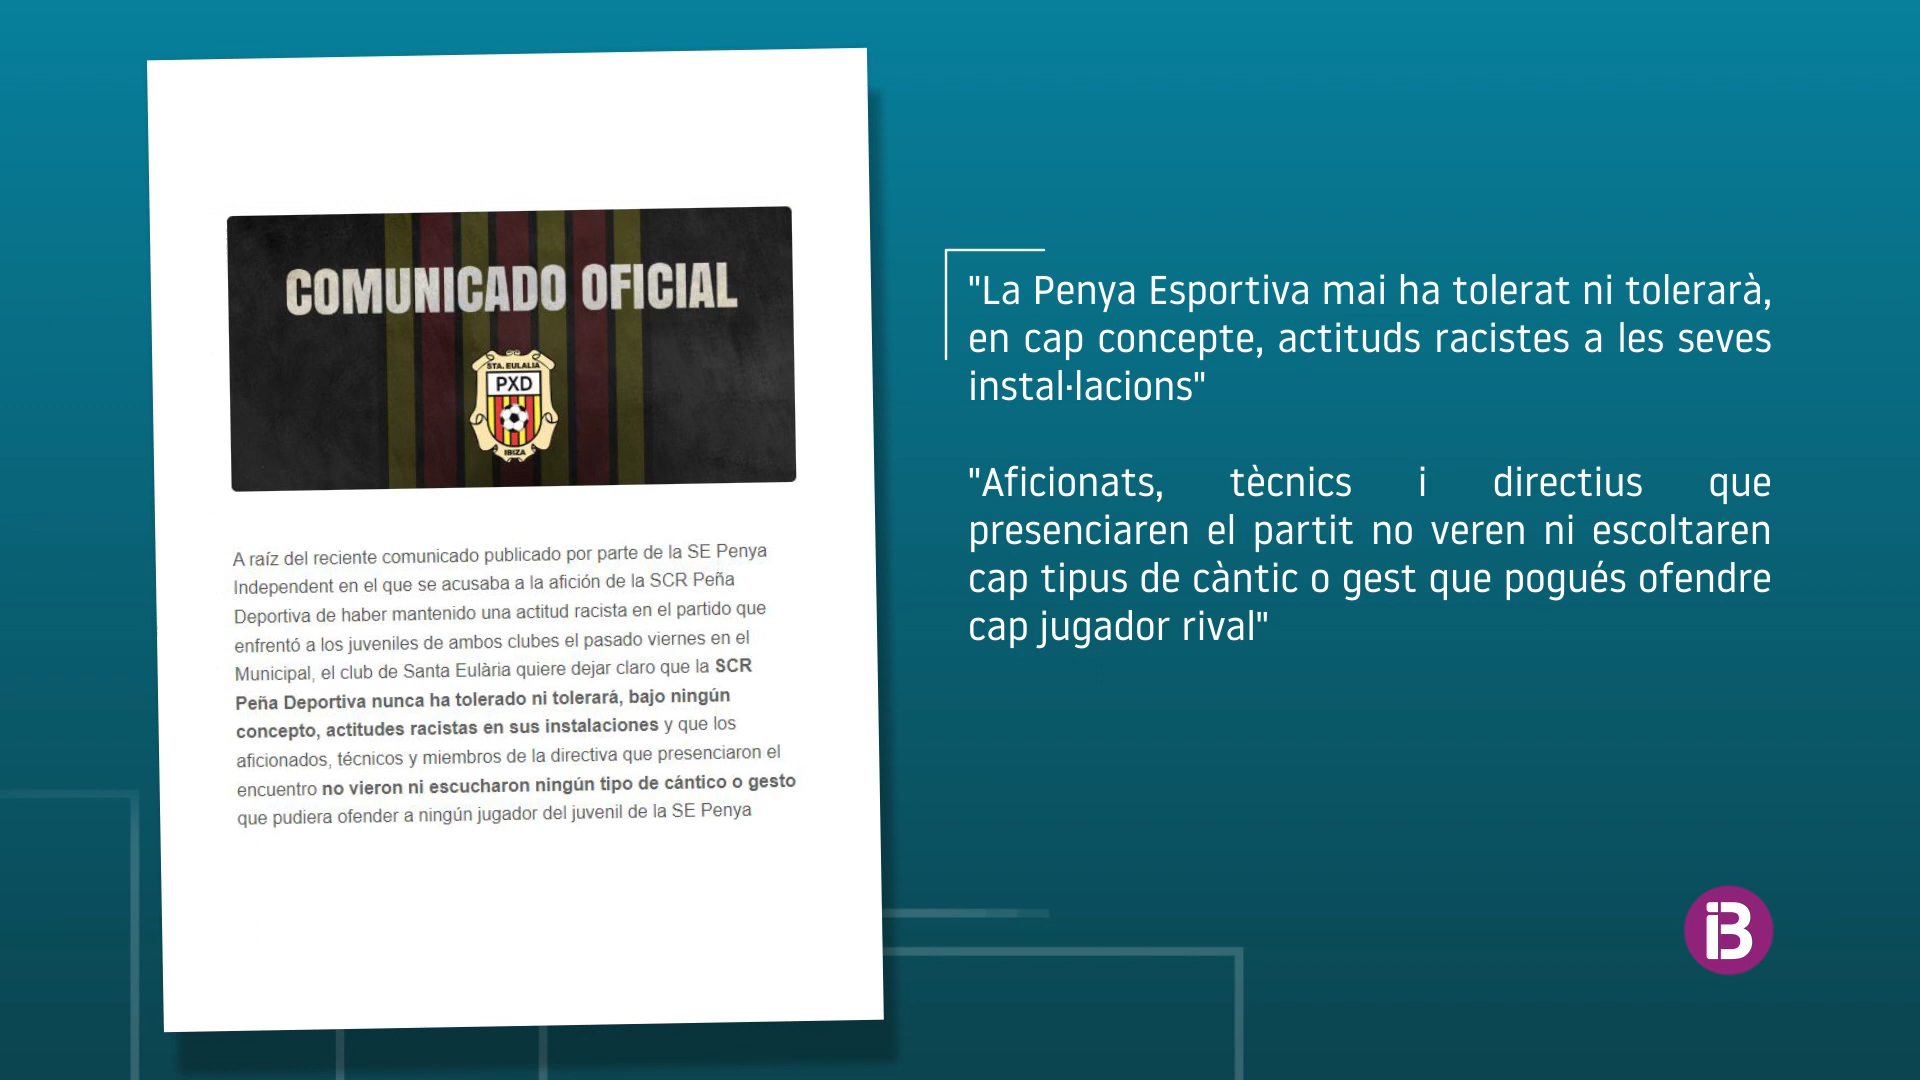 COMUNICADO OFICIAL
STA. EULALIA
PXD
IBIZA
A raíz del reciente comunicado publicado por parte de la SE Penya
Independent en el que se acusaba a la afición de la SCR Peña
Deportiva de haber mantenido una actitud racista en el partido que
enfrentó a los juveniles de ambos clubes el pasado viernes en el
Municipal, el club de Santa Eulària quiere dejar claro que la SCR
Peña Deportiva nunca ha tolerado ni tolerará, bajo ningún
concepto, actitudes racistas en sus instalaciones y que los
aficionados, técnicos y miembros de la directiva que presenciaron el
encuentro no vieron ni escucharon ningún tipo de cántico o gesto
que pudiera ofender a ningún jugador del juvenil de la SE Penya
"La Penya Esportiva mai ha tolerat ni tolerarà,
en cap concepte, actituds racistes a les seves
instal·lacions"
"Aficionats, tècnics i directius que
presenciaren el partit no veren ni escoltaren
cap tipus de càntic o gest que pogués ofendre
cap jugador rival"
iB